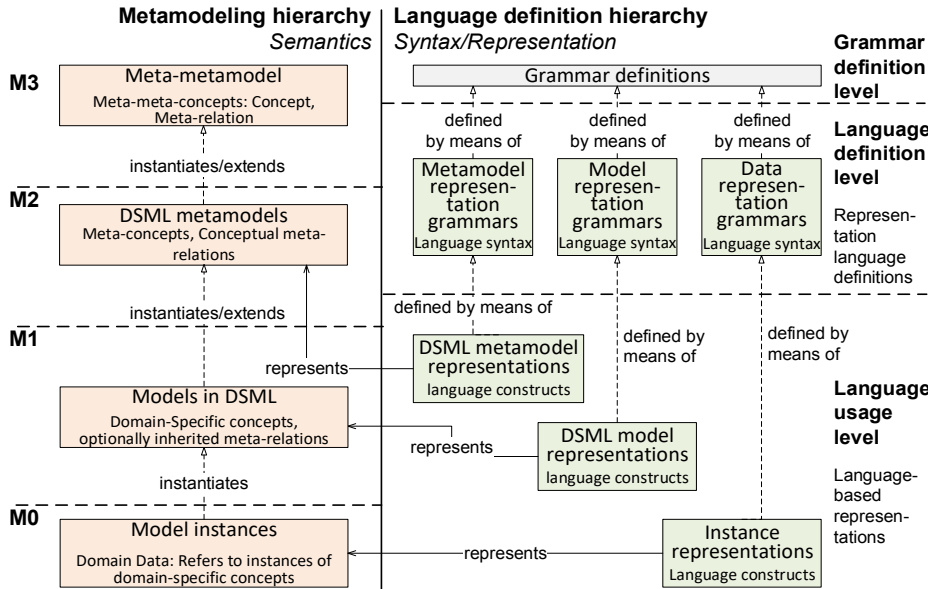 Metamodeling hierarchy
Semantics
Language definition hierarchy
Syntax/Representation
M3
Meta-metamodel
Meta-meta-concepts: Concept,
Meta-relation
instantiates/extends
M2
DSML metamodels
Meta-concepts, Conceptual meta-
relations
instantiates/extends
M1
Models in DSML
Domain-Specific concepts,
optionally inherited meta-relations
instantiates
M0
Model instances
Domain Data: Refers to instances of
domain-specific concepts
Grammar definitions
defined
by means of
defined
by means of
defined
by means of
Metamodel
represen-
tation
grammars
Language syntax
Model
represen-
tation
grammars
Language syntax
Data
represen-
tation
grammars
Language syntax
defined by means of
defined by
means of
defined by
means of
DSML metamodel
representations
language constructs
represents
DSML model
representations
language constructs
represents
Instance
representations
Language constructs
represents
Grammar
definition
level
Language
definition
level
Represen-
tation
language
definitions
Language
usage
level
Language-
based
represen-
tations